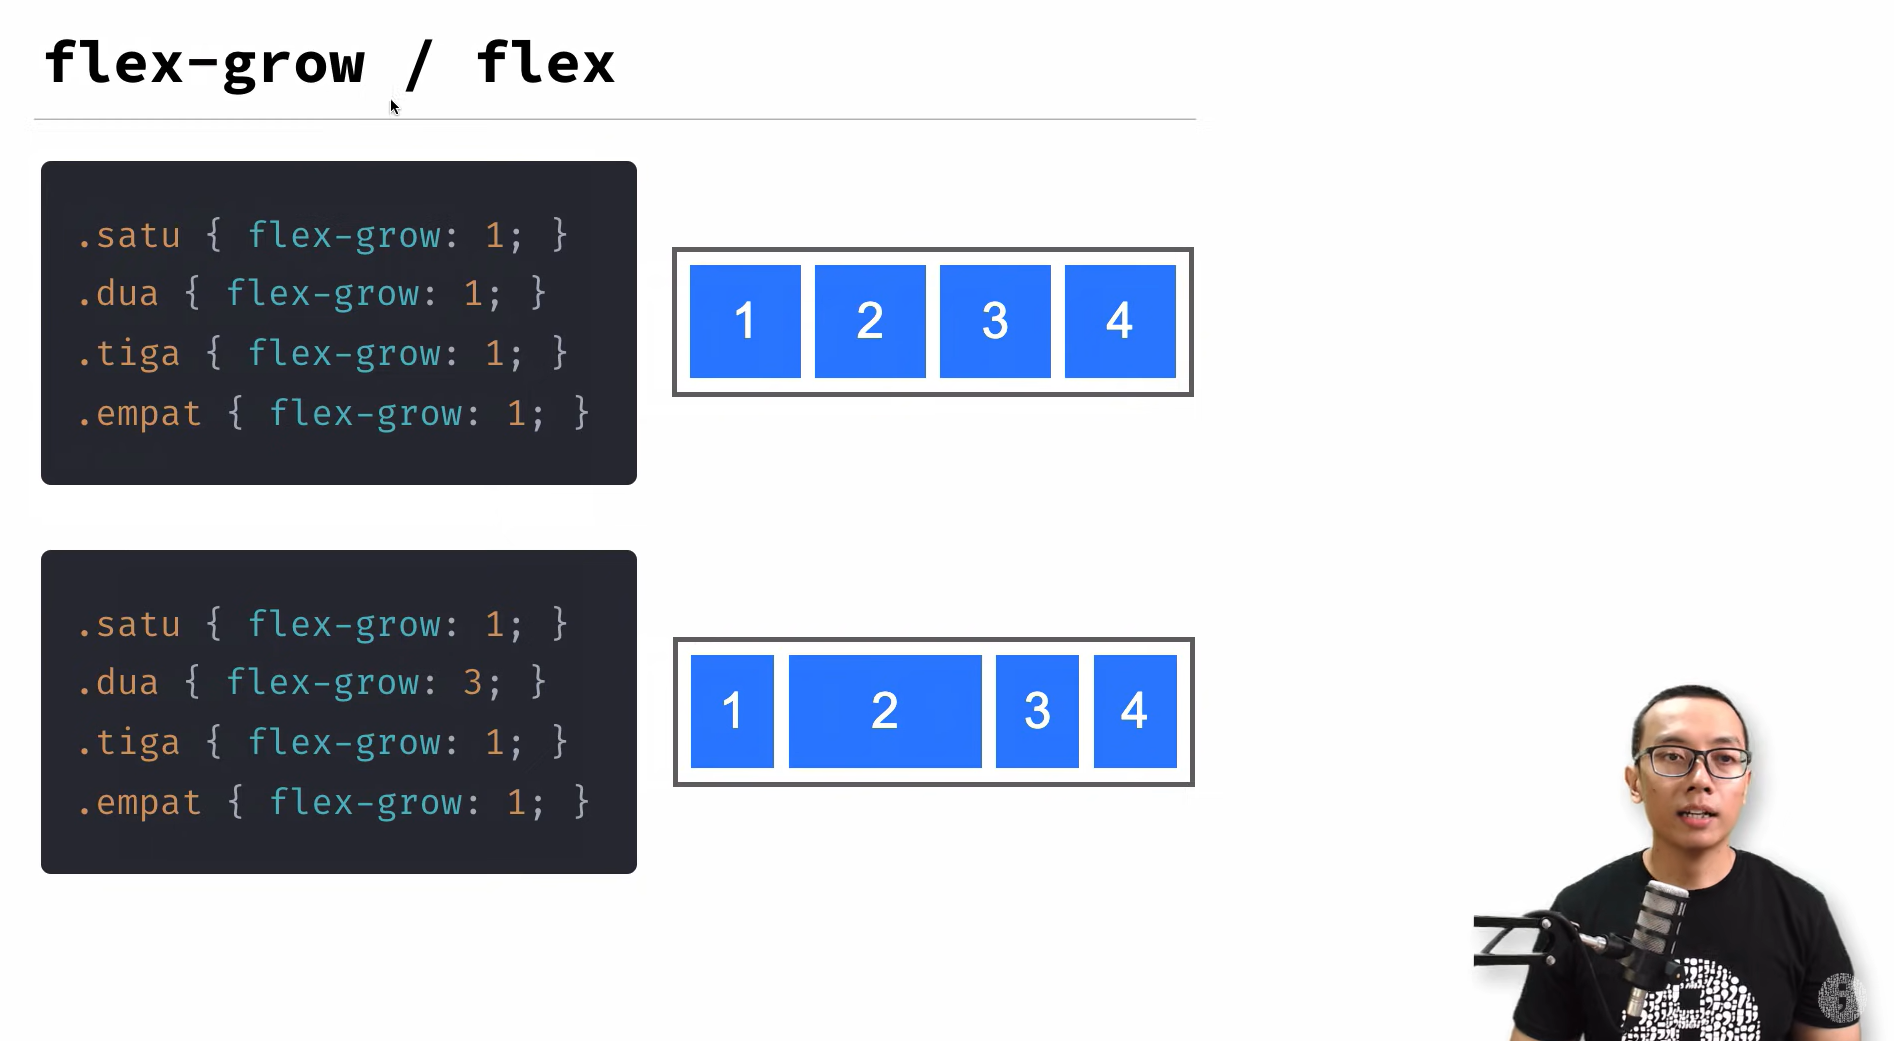 flex-grow / flex
.satu { flex-grow: 1; }
.dua { flex-grow: 1; }
.tiga { flex-grow: 1; }
.empat { flex-grow: 1; }
1 2 3 4
.satu { flex-grow: 1; }
.dua { flex-grow: 3; }
.tiga { flex-grow: 1; }
.empat { flex-grow: 1; }
1 2 3 4